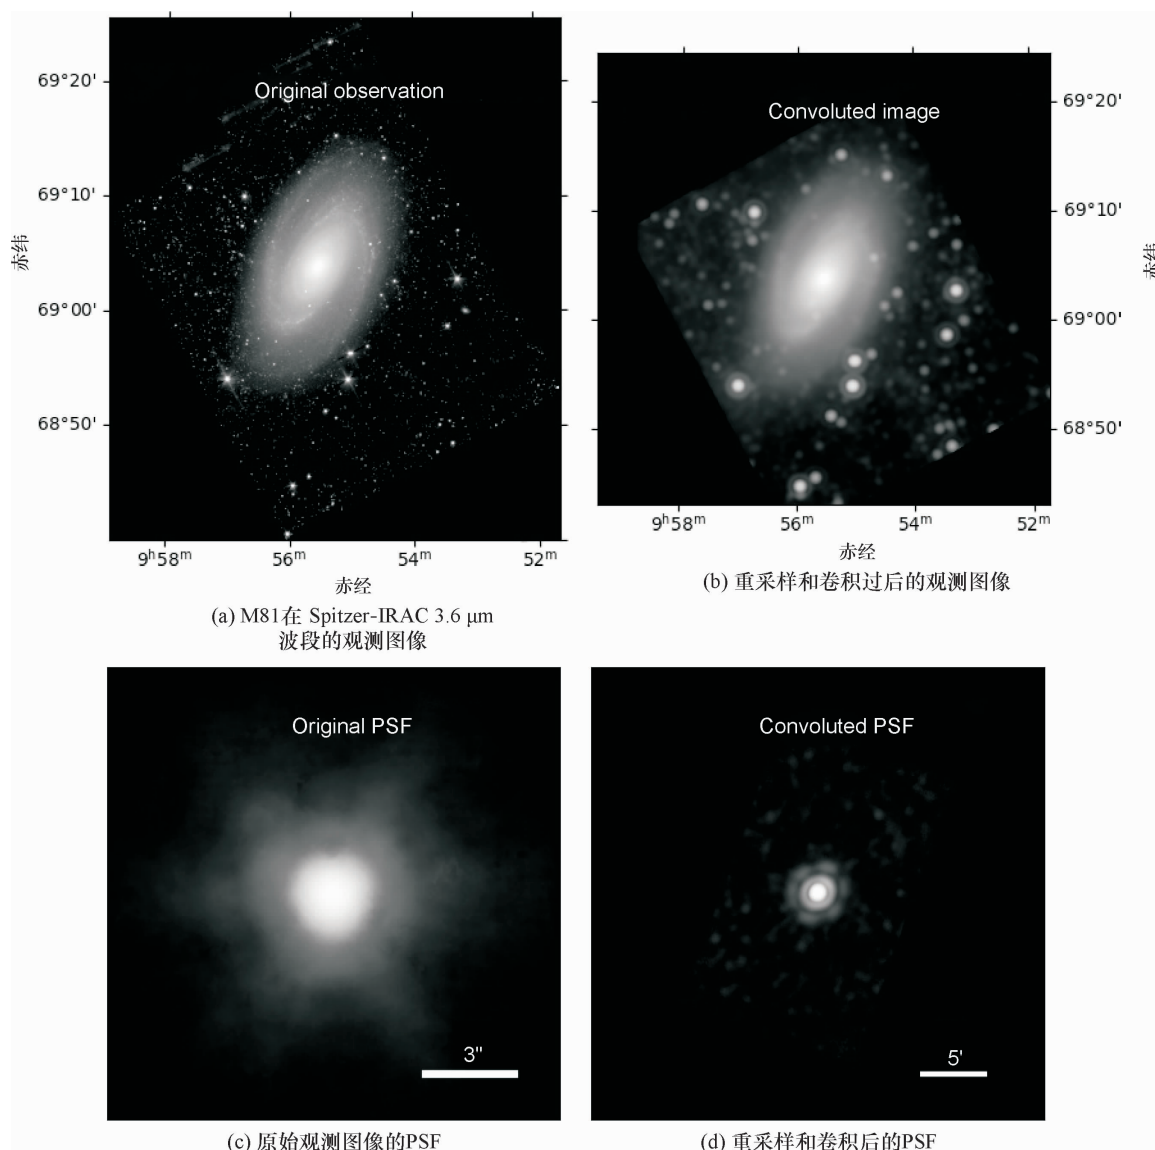 Original observation
69°20'
69°10'
69°00'
68°50'
赤纬
9ʰ58ᵐ
56ᵐ
54ᵐ
52ᵐ
赤经
(a) M81在 Spitzer-IRAC 3.6 μm
波段的观测图像
Convoluted image
69°20'
69°10'
69°00'
68°50'
赤纬
9ʰ58ᵐ
56ᵐ
54ᵐ
52ᵐ
赤经
(b) 重采样和卷积过后的观测图像
Original PSF
3"
(c) 原始观测图像的PSF
Convoluted PSF
5'
(d) 重采样和卷积后的PSF